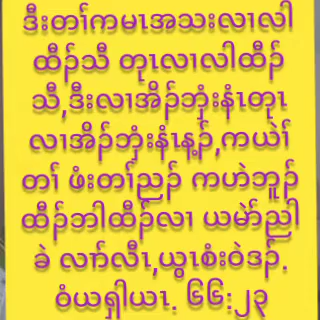 ဒီးတၢ်ကမၤအသးလၢလါ
ထီၣ်သီ တုၤလၢလါထီၣ်
သီ,ဒီးလၢအိၣ်ဘှံးနံၤတုၤ
လၢအိၣ်ဘှံးနံၤန့ၣ်,ကယဲၢ်
တၢ် ဖံးတၢ်ညၣ် ကဟဲဘူၣ်
ထီၣ်ဘါထီၣ်လၢ ယမဲာ်ညါ
ခဲ လက်လီၤ,ယွၤစံးဝဲဒၣ်.
ဝံယရှါယၤ. ၆၆:၂၃